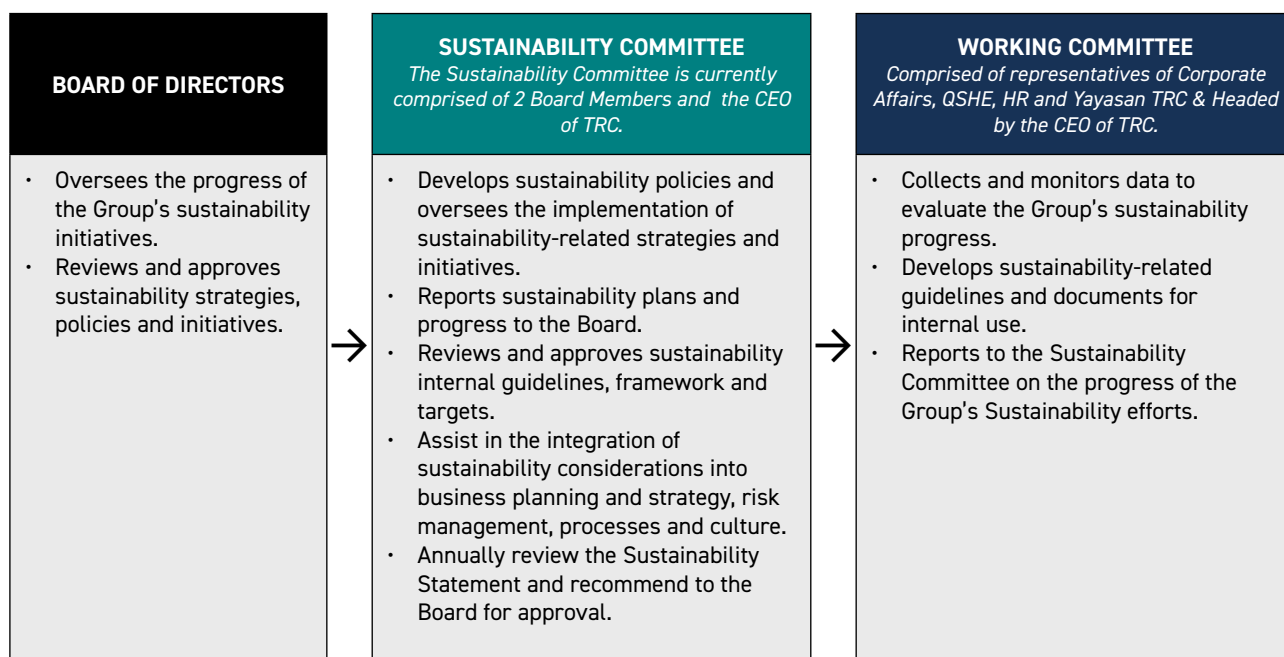 BOARD OF DIRECTORS
• Oversees the progress of
the Group's sustainability
initiatives.
• Reviews and approves
sustainability strategies,
policies and initiatives.
→
SUSTAINABILITY COMMITTEE
The Sustainability Committee is currently
comprised of 2 Board Members and the CEO
of TRC.
• Develops sustainability policies and
oversees the implementation of
sustainability-related strategies and
initiatives.
• Reports sustainability plans and
progress to the Board.
• Reviews and approves sustainability
internal guidelines, framework and
targets.
• Assist in the integration of
sustainability considerations into
business planning and strategy, risk
management, processes and culture.
• Annually review the Sustainability
Statement and recommend to the
Board for approval.
→
WORKING COMMITTEE
Comprised of representatives of Corporate
Affairs, QSHE, HR and Yayasan TRC & Headed
by the CEO of TRC.
• Collects and monitors data to
evaluate the Group's sustainability
progress.
• Develops sustainability-related
guidelines and documents for
internal use.
• Reports to the Sustainability
Committee on the progress of the
Group's Sustainability efforts.